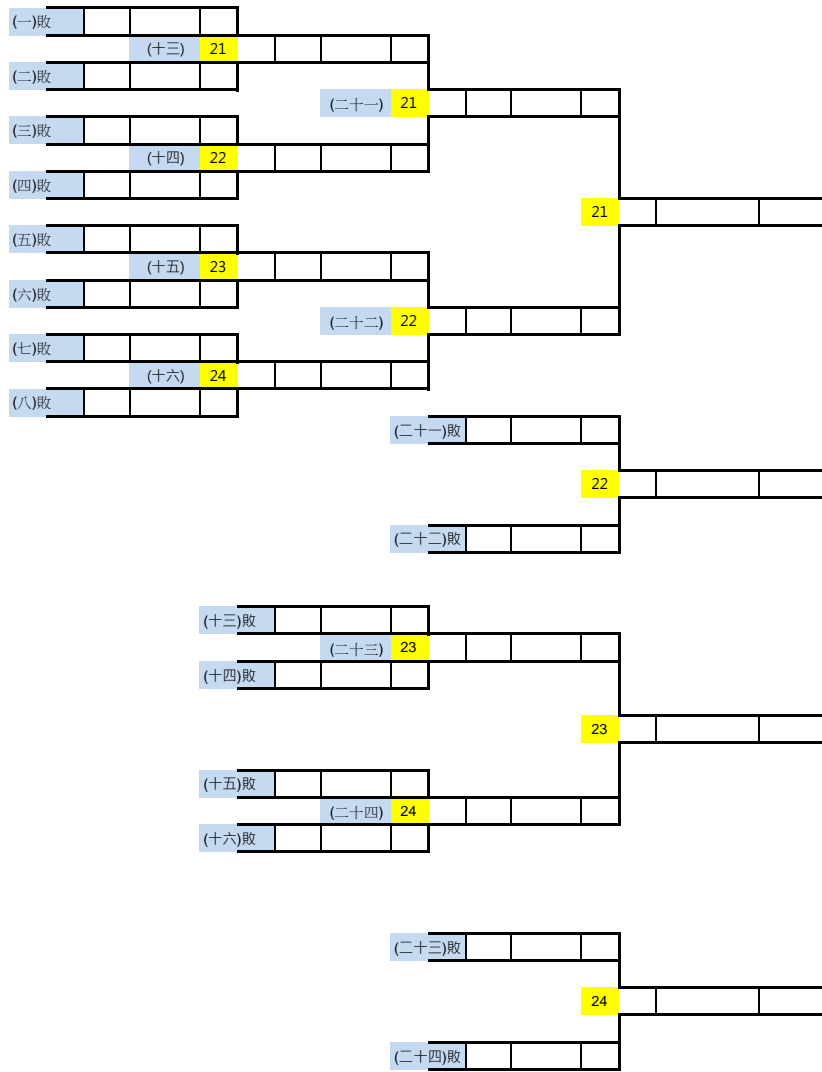 (一)敗
(十三) 21
(二)敗
(二十一) 21
(三)敗
(十四) 22
(四)敗
21
(五)敗
(十五) 23
(六)敗
(二十二) 22
(七)敗
(十六) 24
(八)敗
(二十一)敗
22
(二十二)敗
(十三)敗
(二十三) 23
(十四)敗
23
(十五)敗
(二十四) 24
(十六)敗
(二十三)敗
24
(二十四)敗